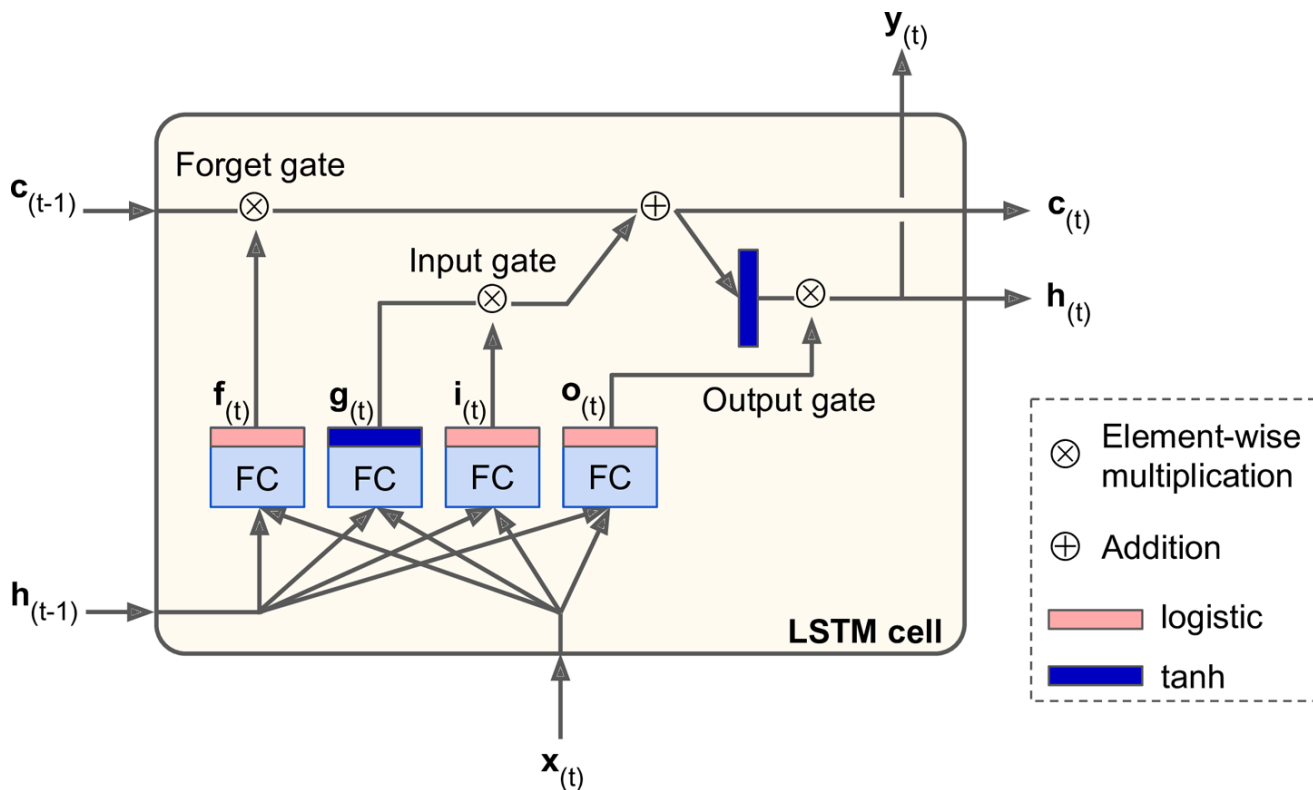 y(t)
Forget gate
c(t-1)
c(t)
Input gate
h(t)
f(t)
g(t)
i(t)
o(t)
Output gate
FC
FC
FC
FC
h(t-1)
LSTM cell
x(t)
Element-wise
multiplication
Addition
logistic
tanh